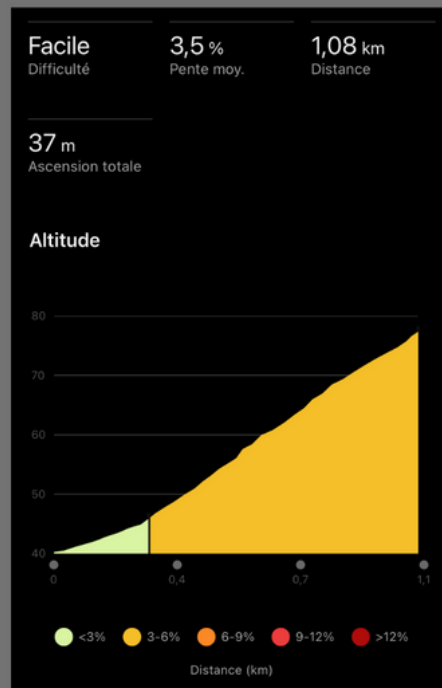 Facile 3,5 % 1,08 km
Difficulté Pente moy. Distance
37 m
Ascension totale
Altitude
80
70
60
50
40
0 0,4 0,7 1,1
<3% 3-6% 6-9% 9-12% >12%
Distance (km)